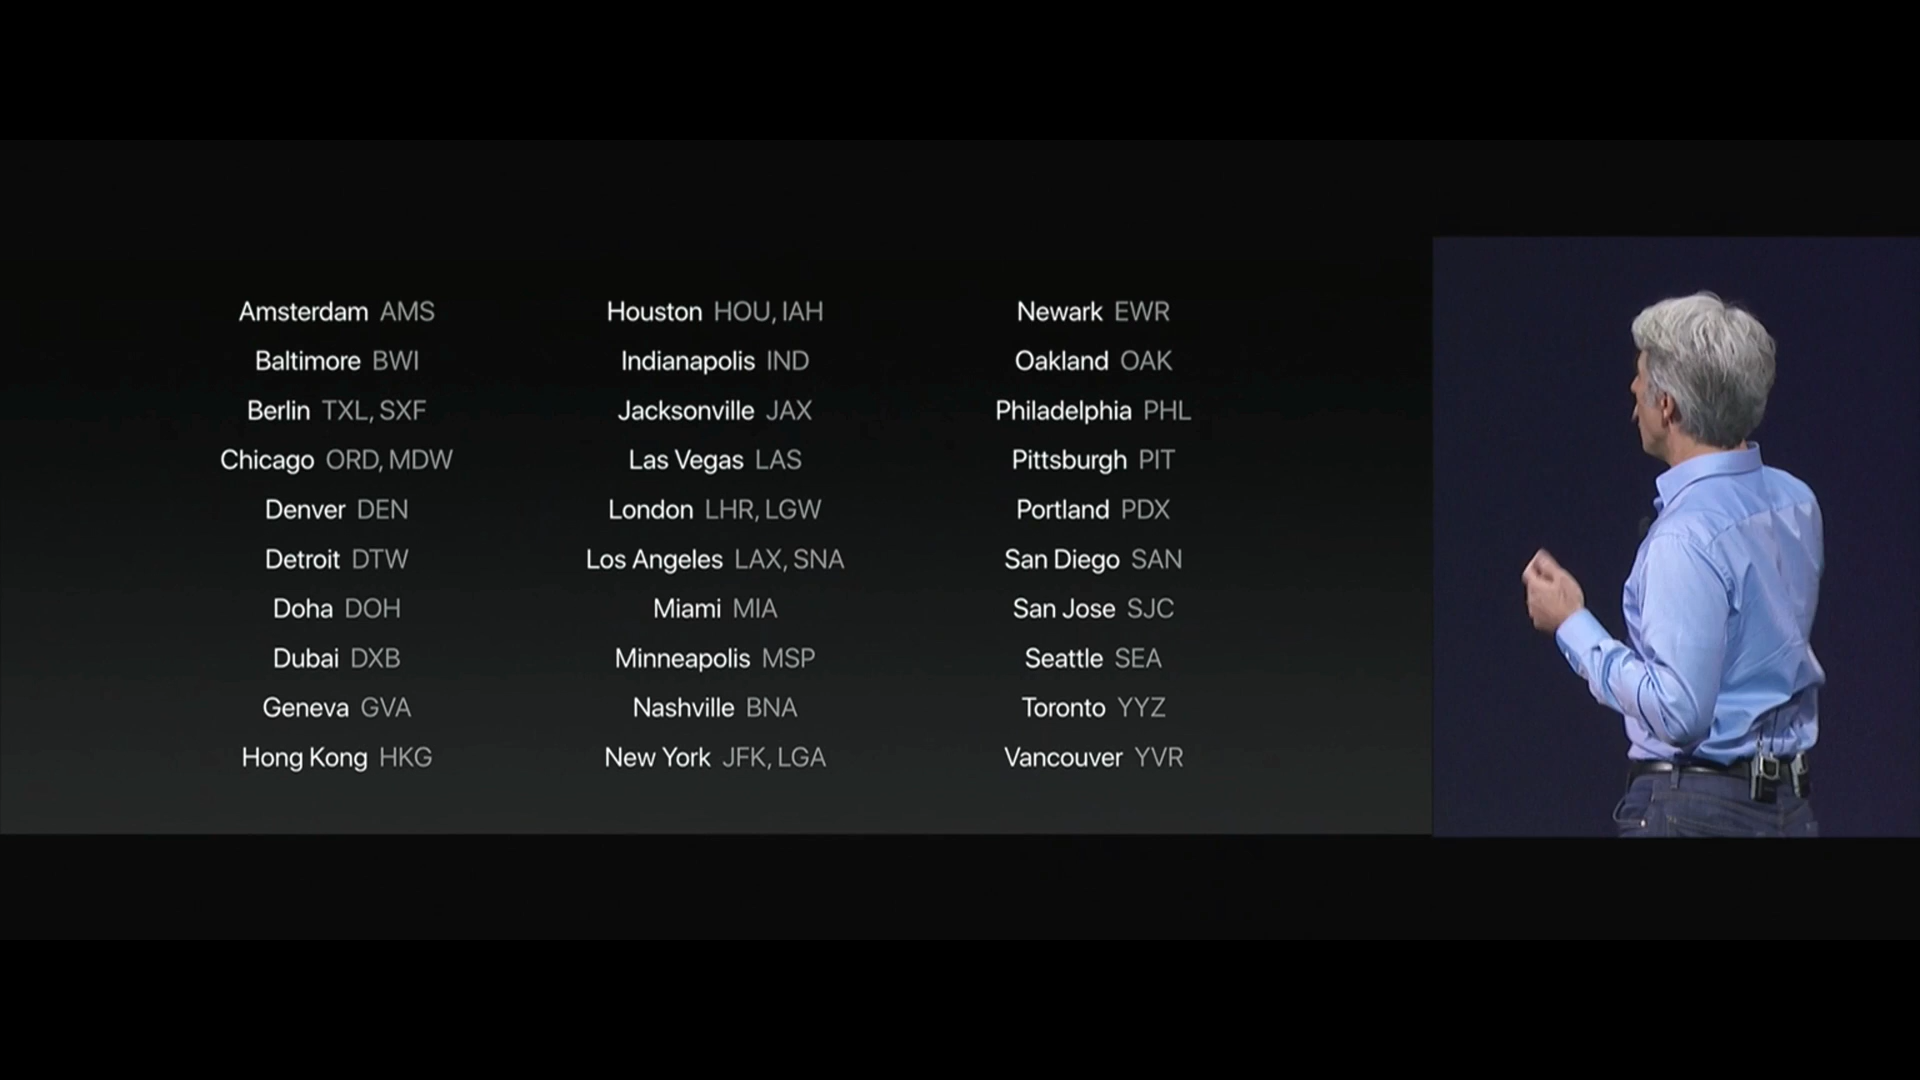 Amsterdam AMS
Baltimore BWI
Berlin TXL, SXF
Chicago ORD, MDW
Denver DEN
Detroit DTW
Doha DOH
Dubai DXB
Geneva GVA
Hong Kong HKG
Houston HOU, IAH
Indianapolis IND
Jacksonville JAX
Las Vegas LAS
London LHR, LGW
Los Angeles LAX, SNA
Miami MIA
Minneapolis MSP
Nashville BNA
New York JFK, LGA
Newark EWR
Oakland OAK
Philadelphia PHL
Pittsburgh PIT
Portland PDX
San Diego SAN
San Jose SJC
Seattle SEA
Toronto YYZ
Vancouver YVR